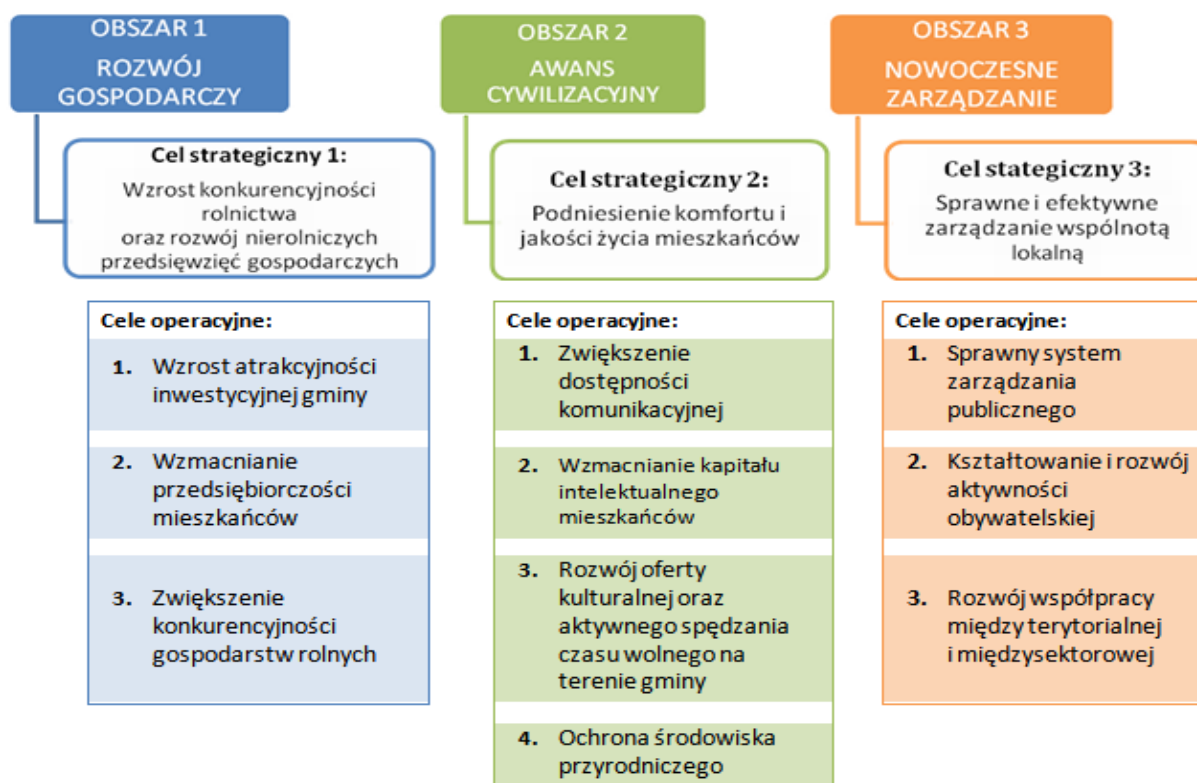 OBSZAR 1
ROZWÓJ
GOSPODARCZY
Cel strategiczny 1:
Wzrost konkurencyjności
rolnictwa
oraz rozwój nierolniczych
przedsięwzięć gospodarczych
Cele operacyjne:
1. Wzrost atrakcyjności
inwestycyjnej gminy
2. Wzmacnianie
przedsiębiorczości
mieszkańców
3. Zwiększenie
konkurencyjności
gospodarstw rolnych
OBSZAR 2
AWANS
CYWILIZACYJNY
Cel strategiczny 2:
Podniesienie komfortu i
jakości życia mieszkańców
Cele operacyjne:
1. Zwiększenie
dostępności
komunikacyjnej
2. Wzmacnianie kapitału
intelektualnego
mieszkańców
3. Rozwój oferty
kulturalnej oraz
aktywnego spędzania
czasu wolnego na
terenie gminy
4. Ochrona środowiska
przyrodniczego
OBSZAR 3
NOWOCZESNE
ZARZĄDZANIE
Cel stategiczny 3:
Sprawne i efektywne
zarządzanie wspólnotą
lokalną
Cele operacyjne:
1. Sprawny system
zarządzania
publicznego
2. Kształtowanie i rozwój
aktywności
obywatelskiej
3. Rozwój współpracy
między terytorialnej
i międzysektorowej